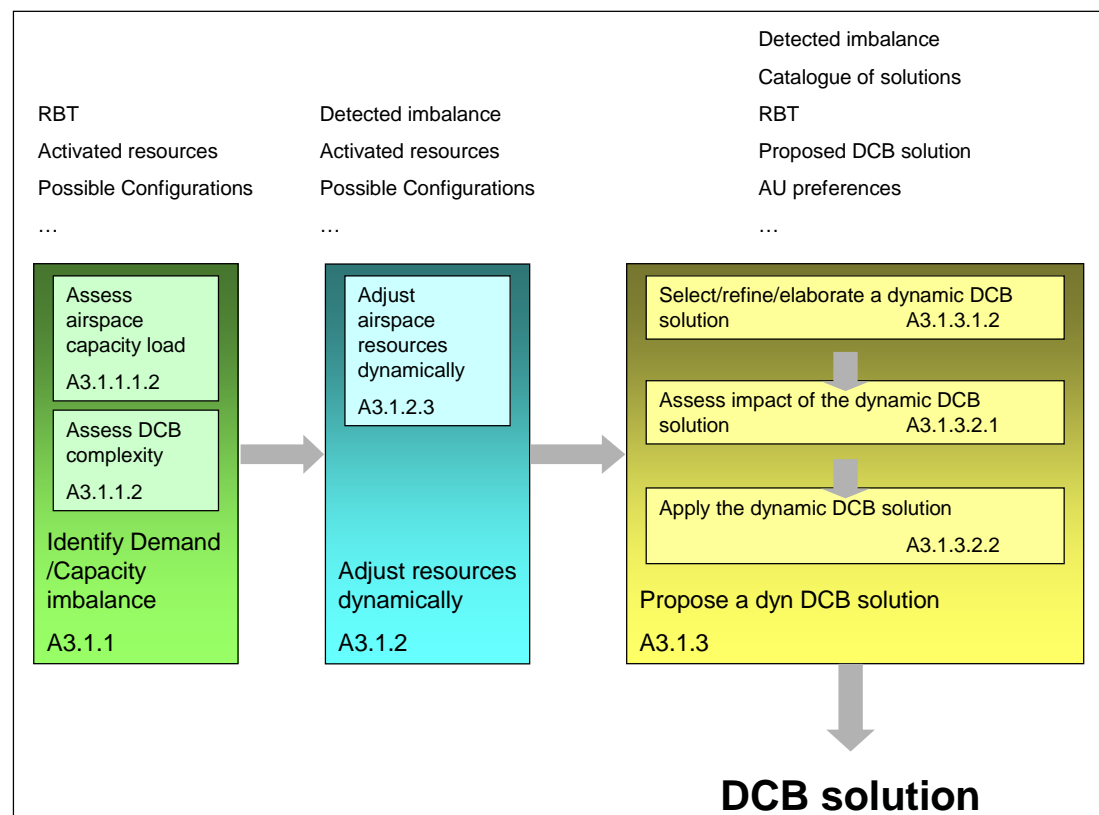 RBT
Activated resources
Possible Configurations
…
Detected imbalance
Activated resources
Possible Configurations
…
Detected imbalance
Catalogue of solutions
RBT
Proposed DCB solution
AU preferences
…
Assess
airspace
capacity load
A3.1.1.1.2
Assess DCB
complexity
A3.1.1.2
Identify Demand
/Capacity
imbalance
A3.1.1
Adjust
airspace
resources
dynamically
A3.1.2.3
Adjust resources
dynamically
A3.1.2
Select/refine/elaborate a dynamic DCB
solution A3.1.3.1.2
Assess impact of the dynamic DCB
solution A3.1.3.2.1
Apply the dynamic DCB solution
A3.1.3.2.2
Propose a dyn DCB solution
A3.1.3
DCB solution